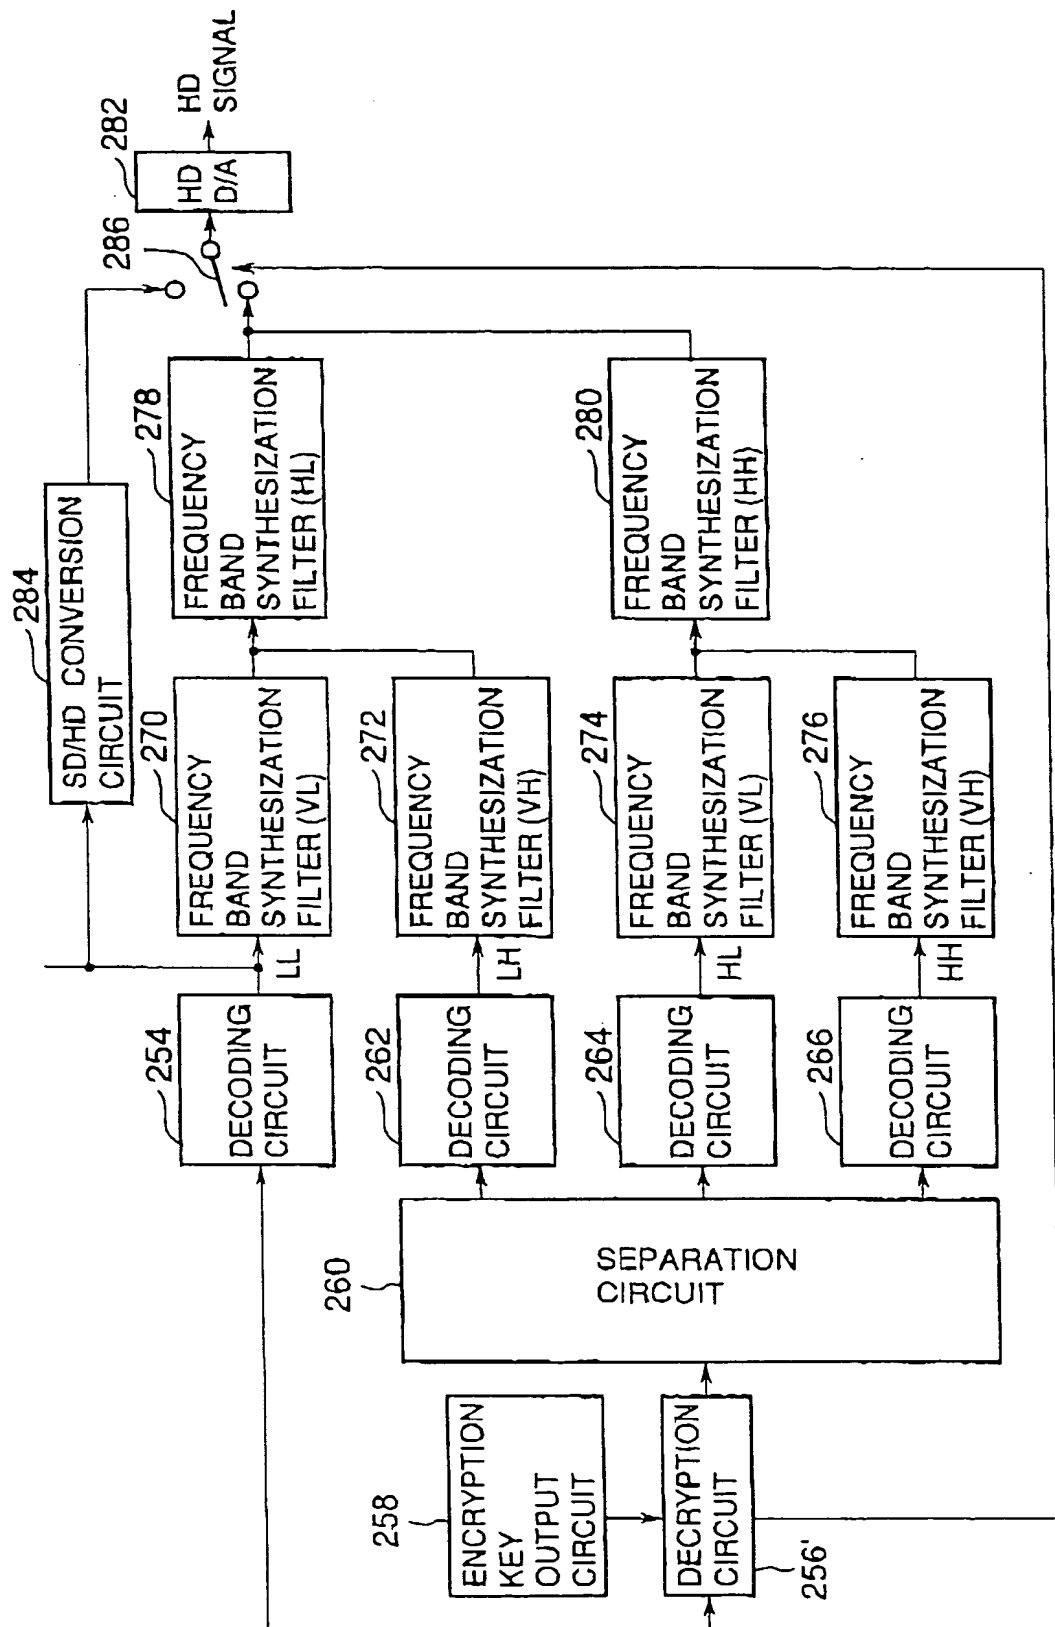 284
SD/HD CONVERSION
CIRCUIT
254
DECODING
CIRCUIT
LL
270
FREQUENCY
BAND
SYNTHESIZATION
FILTER (VL)
278
FREQUENCY
BAND
SYNTHESIZATION
FILTER (HL)
286
282
HD
D/A
HD
SIGNAL
262
DECODING
CIRCUIT
LH
272
FREQUENCY
BAND
SYNTHESIZATION
FILTER (VH)
258
ENCRYPTION
KEY
OUTPUT
CIRCUIT
260
SEPARATION
CIRCUIT
264
DECODING
CIRCUIT
HL
274
FREQUENCY
BAND
SYNTHESIZATION
FILTER (VL)
280
FREQUENCY
BAND
SYNTHESIZATION
FILTER (HH)
DECRYPTION
CIRCUIT
256'
266
DECODING
CIRCUIT
HH
276
FREQUENCY
BAND
SYNTHESIZATION
FILTER (VH)